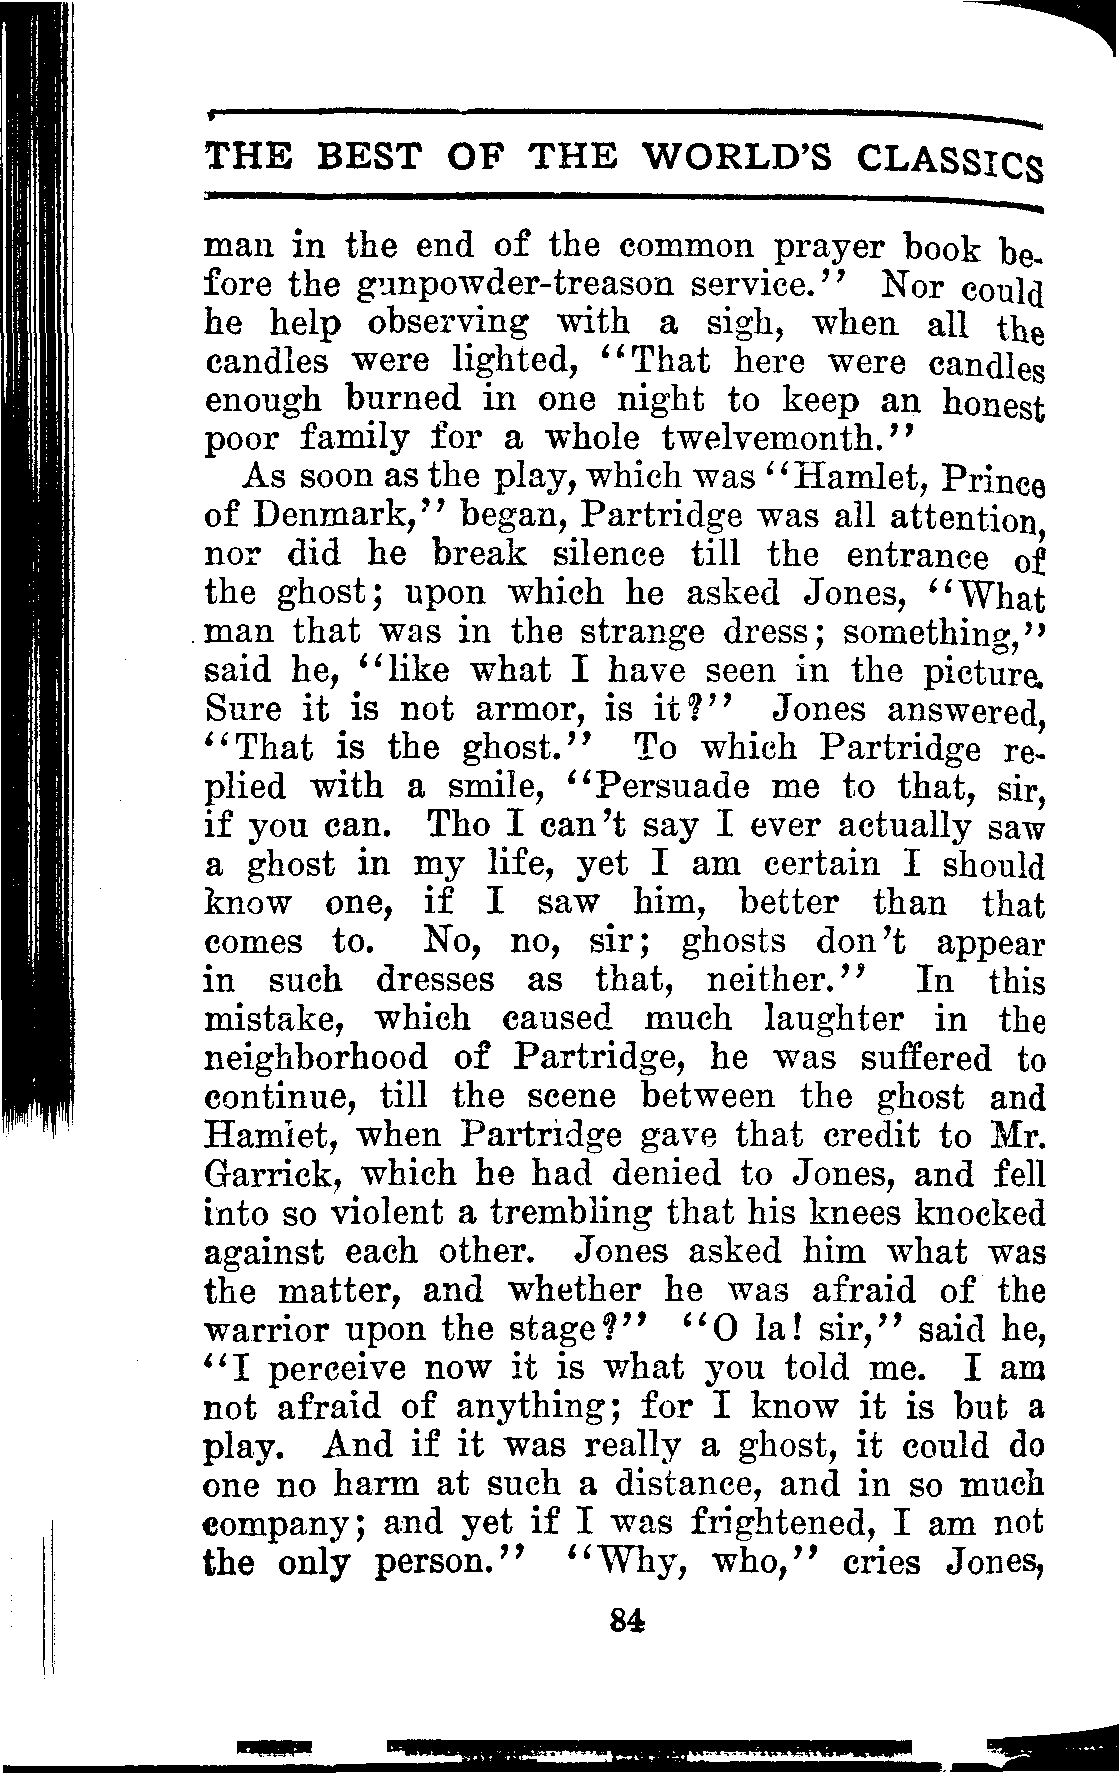 THE BEST OF THE WORLD'S CLASSICS
man in the end of the common prayer book be-
fore the gunpowder-treason service." Nor could
he help observing with a sigh, when all the
candles were lighted, "That here were candles
enough burned in one night to keep an honest
poor family for a whole twelvemonth."
As soon as the play, which was "Hamlet, Prince
of Denmark," began, Partridge was all attention,
nor did he break silence till the entrance of
the ghost; upon which he asked Jones, "What
man that was in the strange dress; something,"
said he, "like what I have seen in the picture.
Sure it is not armor, is it?" Jones answered,
"That is the ghost." To which Partridge re-
plied with a smile, "Persuade me to that, sir,
if you can. Tho I can't say I ever actually saw
a ghost in my life, yet I am certain I should
know one, if I saw him, better than that
comes to. No, no, sir; ghosts don't appear
in such dresses as that, neither." In this
mistake, which caused much laughter in the
neighborhood of Partridge, he was suffered to
continue, till the scene between the ghost and
Hamlet, when Partridge gave that credit to Mr.
Garrick, which he had denied to Jones, and fell
into so violent a trembling that his knees knocked
against each other. Jones asked him what was
the matter, and whether he was afraid of the
warrior upon the stage?" "O la! sir," said he,
"I perceive now it is what you told me. I am
not afraid of anything; for I know it is but a
play. And if it was really a ghost, it could do
one no harm at such a distance, and in so much
company; and yet if I was frightened, I am not
the only person." "Why, who," cries Jones,
84